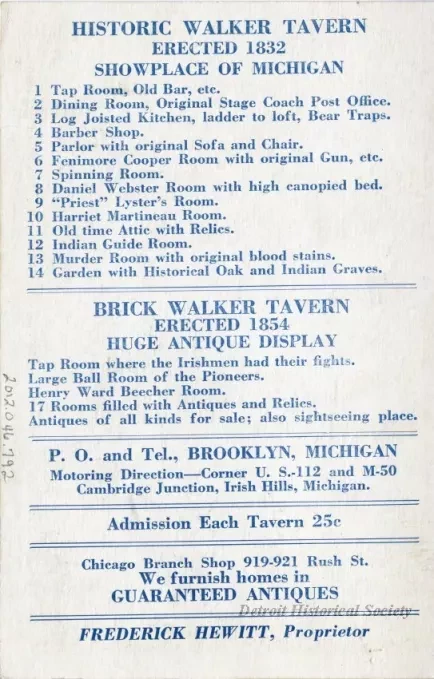 HISTORIC WALKER TAVERN
ERECTED 1832
SHOWPLACE OF MICHIGAN
1 Tap Room, Old Bar, etc.
2 Dining Room, Original Stage Coach Post Office.
3 Log Joisted Kitchen, ladder to loft, Bear Traps.
4 Barber Shop.
5 Parlor with original Sofa and Chair.
6 Fenimore Cooper Room with original Gun, etc.
7 Spinning Room.
8 Daniel Webster Room with high canopied bed.
9 “Priest” Lyster's Room.
10 Harriet Martineau Room.
11 Old time Attic with Relics.
12 Indian Guide Room.
13 Murder Room with original blood stains.
14 Garden with Historical Oak and Indian Graves.
BRICK WALKER TAVERN
ERECTED 1854
HUGE ANTIQUE DISPLAY
Tap Room where the Irishmen had their fights.
Large Ball Room of the Pioneers.
Henry Ward Beecher Room.
17 Rooms filled with Antiques and Relics.
Antiques of all kinds for sale; also sightseeing place.
2012.046.792
P. O. and Tel., BROOKLYN, MICHIGAN
Motoring Direction—Corner U. S.-112 and M-50
Cambridge Junction, Irish Hills, Michigan.
Admission Each Tavern 25c
Chicago Branch Shop 919-921 Rush St.
We furnish homes in
GUARANTEED ANTIQUES
Detroit Historical Society
FREDERICK HEWITT, Proprietor